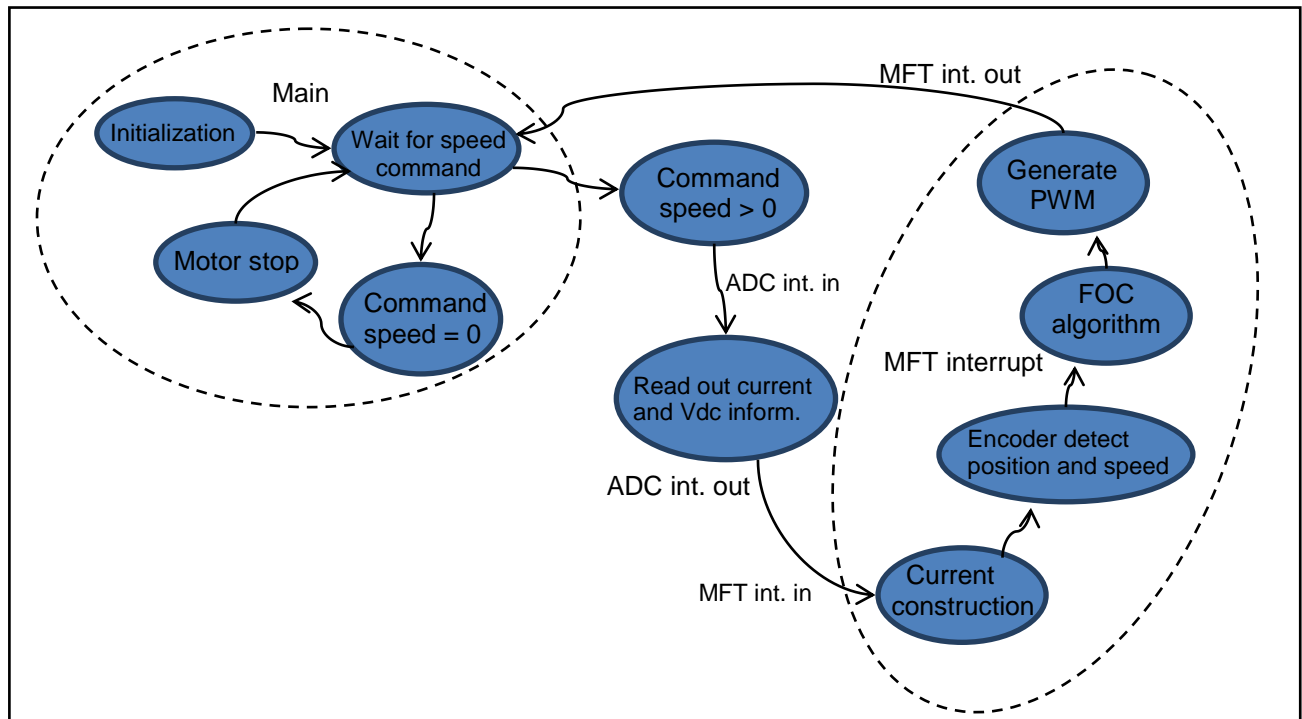 Main
Initialization
Wait for speed
command
Motor stop
Command
speed = 0
Command
speed > 0
ADC int. in
Read out current
and Vdc inform.
ADC int. out
MFT int. in
MFT int. out
Generate
PWM
FOC
algorithm
MFT interrupt
Encoder detect
position and speed
Current
construction